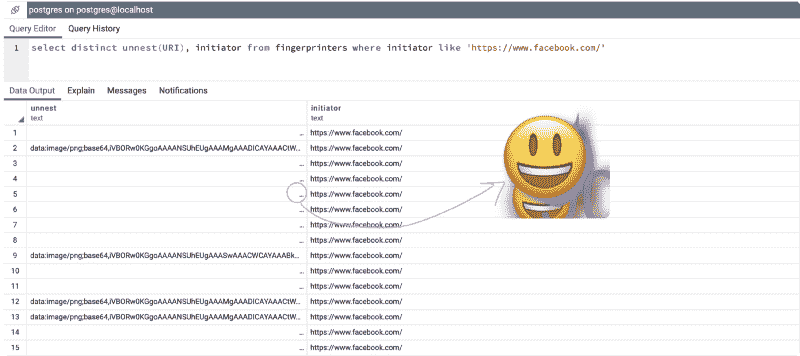 postgres on postgres@localhost
Query Editor Query History
1 select distinct unnest(URI), initiator from fingerprinters where initiator like 'https://www.facebook.com/'
Data Output Explain Messages Notifications
unnest initiator
text text
1 ... https://www.facebook.com/
2 data:image/png;base64,iVBORw0KGgoAAAANSUhEUgAAAMgAAADICAYAAACtW... https://www.facebook.com/
3 ... https://www.facebook.com/
4 ... https://www.facebook.com/
5 ... https://www.facebook.com/
6 ... https://www.facebook.com/
7 ... https://www.facebook.com/
8 ... https://www.facebook.com/
9 data:image/png;base64,iVBORw0KGgoAAAANSUhEUgAAASwAAACWCAYAAABk... https://www.facebook.com/
10 ... https://www.facebook.com/
11 ... https://www.facebook.com/
12 data:image/png;base64,iVBORw0KGgoAAAANSUhEUgAAAMgAAADICAYAAACtW... https://www.facebook.com/
13 data:image/png;base64,iVBORw0KGgoAAAANSUhEUgAAAMgAAADICAYAAACtW... https://www.facebook.com/
14 ... https://www.facebook.com/
15 ... https://www.facebook.com/